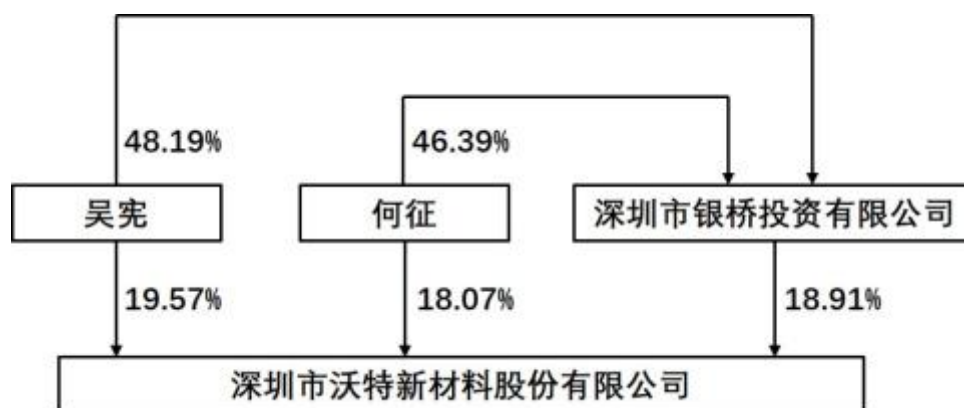 48.19%
46.39%
吴宪
何征
深圳市银桥投资有限公司
19.57%
18.07%
18.91%
深圳市沃特新材料股份有限公司